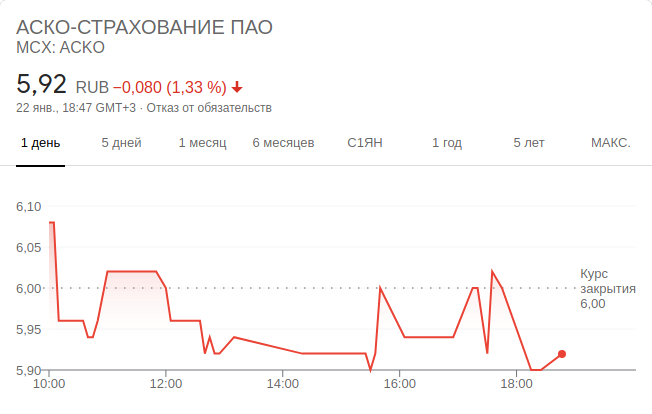 АСКО-СТРАХОВАНИЕ ПАО
MCX: ACKO
5,92 RUB −0,080 (1,33 %)
22 янв., 18:47 GMT+3 · Отказ от обязательств
1 день 5 дней 1 месяц 6 месяцев С1ЯН 1 год 5 лет МАКС.
6,10
6,05
6,00
5,95
5,90
Курс
закрытия
6,00
10:00 12:00 14:00 16:00 18:00